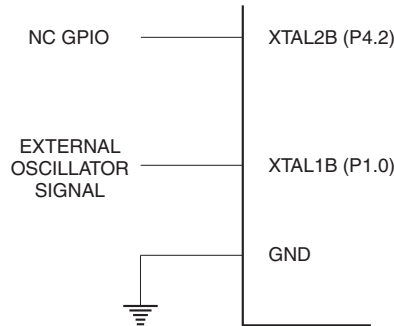 NC GPIO
XTAL2B (P4.2)
EXTERNAL
OSCILLATOR
SIGNAL
XTAL1B (P1.0)
GND